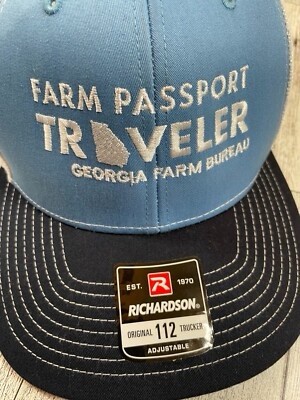 FARM PASSPORT
TRAVELER
GEORGIA FARM BUREAU
EST. R 1970
RICHARDSON®
ORIGINAL 112 TRUCKER
ADJUSTABLE